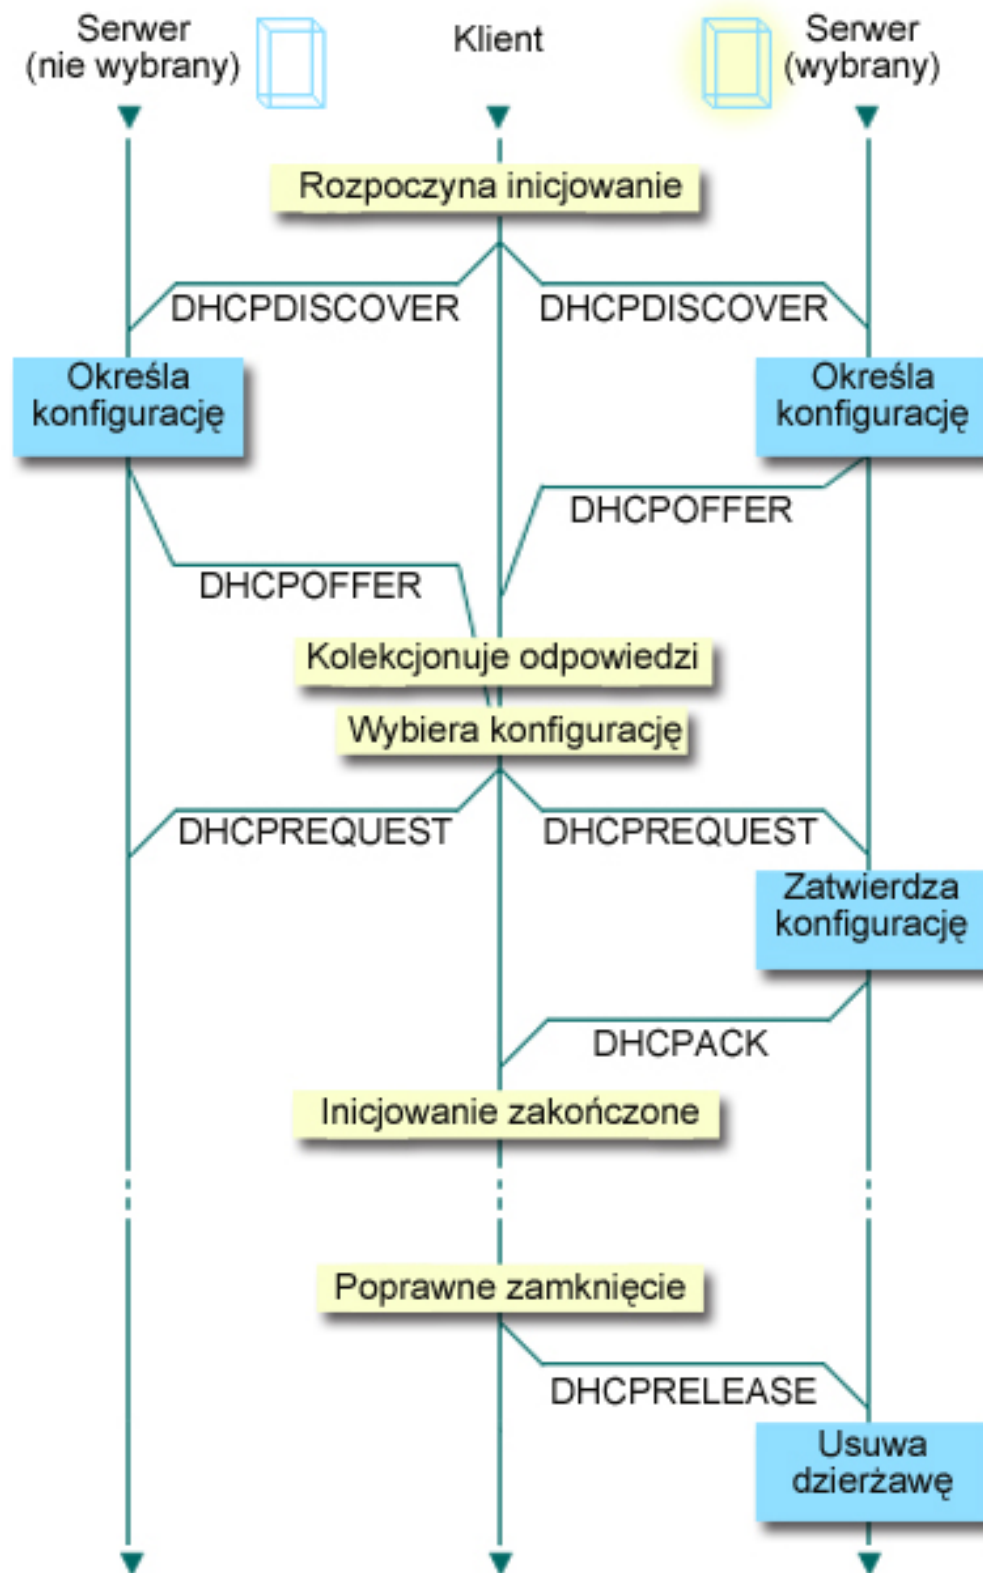 Serwer
(nie wybrany)
Klient
Serwer
(wybrany)
Rozpoczyna inicjowanie
DHCPDISCOVER
DHCPDISCOVER
Określa
konfigurację
Określa
konfigurację
DHCPOFFER
DHCPOFFER
Kolekcjonuje odpowiedzi
Wybiera konfigurację
DHCPREQUEST
DHCPREQUEST
Zatwierdza
konfigurację
DHCPACK
Inicjowanie zakończone
Poprawne zamknięcie
DHCPRELEASE
Usuwa
dzierżawę